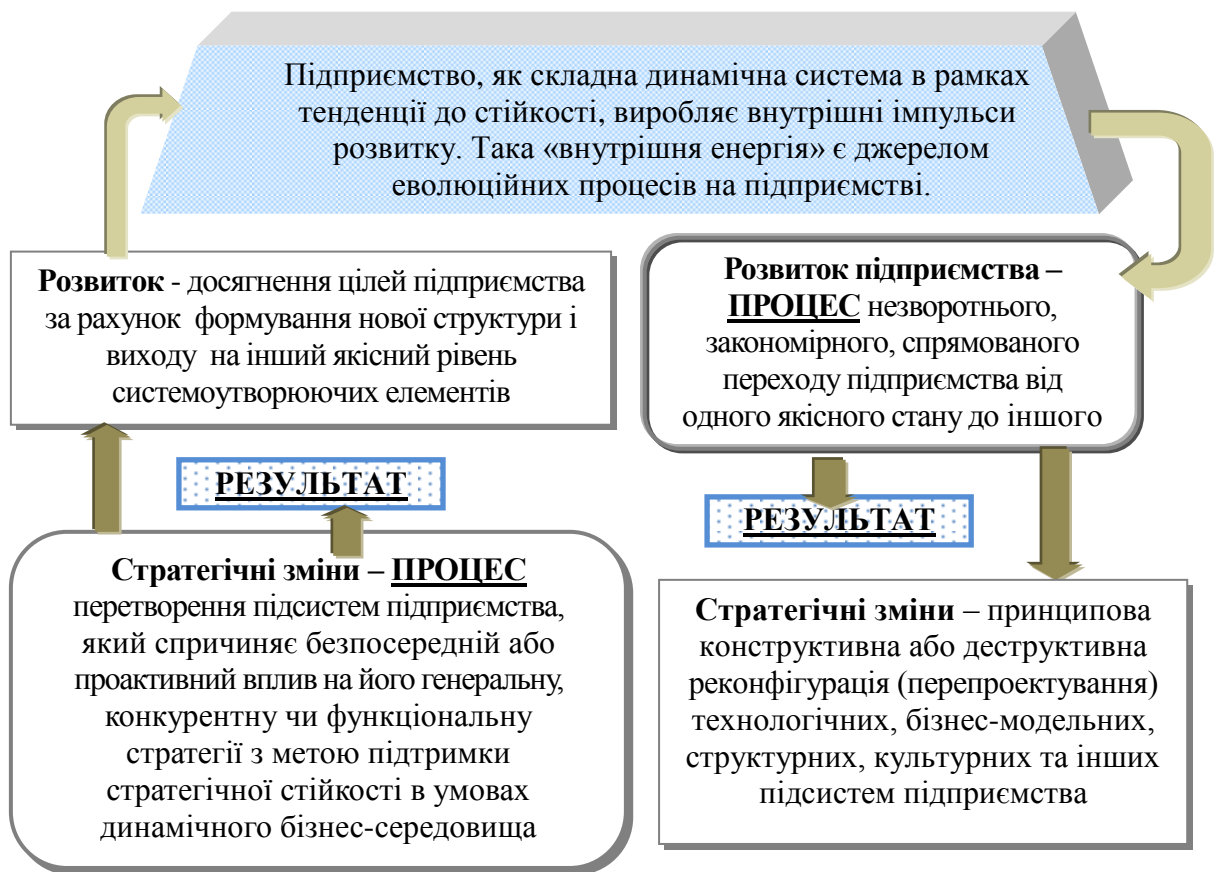 Підприємство, як складна динамічна система в рамках
тенденції до стійкості, виробляє внутрішні імпульси
розвитку. Така «внутрішня енергія» є джерелом
еволюційних процесів на підприємстві.
Розвиток - досягнення цілей підприємства
за рахунок формування нової структури і
виходу на інший якісний рівень
системоутворюючих елементів
РЕЗУЛЬТАТ
Стратегічні зміни – ПРОЦЕС
перетворення підсистем підприємства,
який спричиняє безпосередній або
проактивний вплив на його генеральну,
конкурентну чи функціональну
стратегії з метою підтримки
стратегічної стійкості в умовах
динамічного бізнес-середовища
Розвиток підприємства –
ПРОЦЕС незворотнього,
закономірного, спрямованого
переходу підприємства від
одного якісного стану до іншого
РЕЗУЛЬТАТ
Стратегічні зміни – принципова
конструктивна або деструктивна
реконфігурація (перепроектування)
технологічних, бізнес-модельних,
структурних, культурних та інших
підсистем підприємства